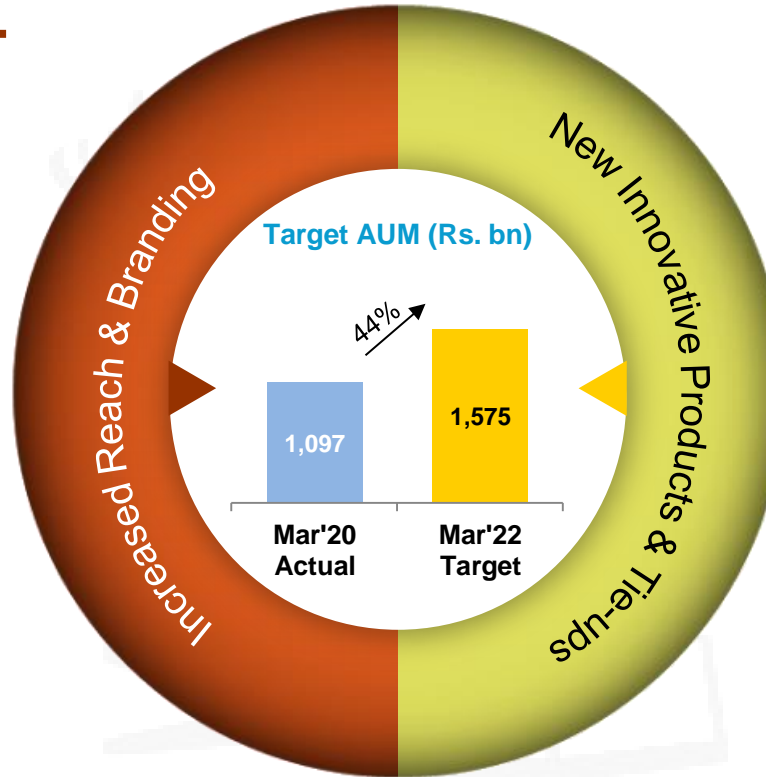 Increased Reach & Branding
New Innovative Products & Tie-ups
Target AUM (Rs. bn)
44%
1,097
1,575
Mar'20
Actual
Mar'22
Target